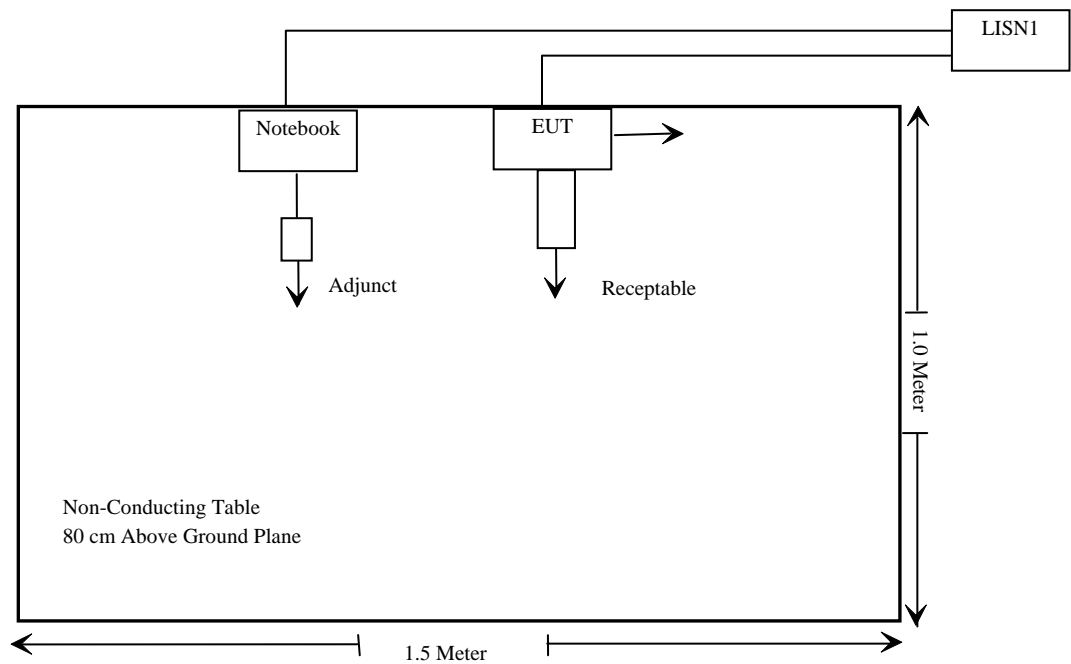 LISN1
Notebook
EUT
Adjunct
Receptable
1.0 Meter
Non-Conducting Table
80 cm Above Ground Plane
1.5 Meter